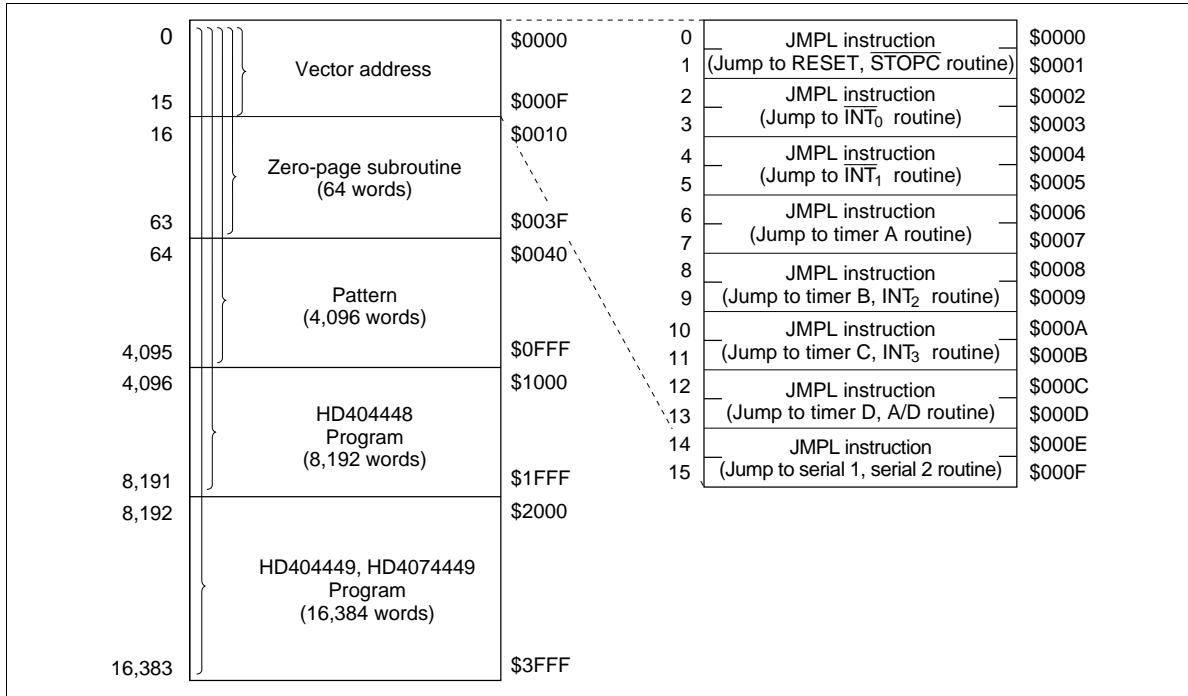 0
$0000
Vector address
15
$000F
16
$0010
Zero-page subroutine
(64 words)
63
$003F
64
$0040
Pattern
(4,096 words)
4,095
$0FFF
4,096
$1000
HD404448
Program
(8,192 words)
8,191
$1FFF
8,192
$2000
HD404449, HD4074449
Program
(16,384 words)
16,383
$3FFF
0 JMPL instruction $0000
1 (Jump to RESET, S̅T̅O̅P̅C̅ routine) $0001
2 JMPL instruction $0002
3 (Jump to I̅N̅T̅₀ routine) $0003
4 JMPL instruction $0004
5 (Jump to I̅N̅T̅₁ routine) $0005
6 JMPL instruction $0006
7 (Jump to timer A routine) $0007
8 JMPL instruction $0008
9 (Jump to timer B, INT₂ routine) $0009
10 JMPL instruction $000A
11 (Jump to timer C, INT₃ routine) $000B
12 JMPL instruction $000C
13 (Jump to timer D, A/D routine) $000D
14 JMPL instruction $000E
15 (Jump to serial 1, serial 2 routine) $000F